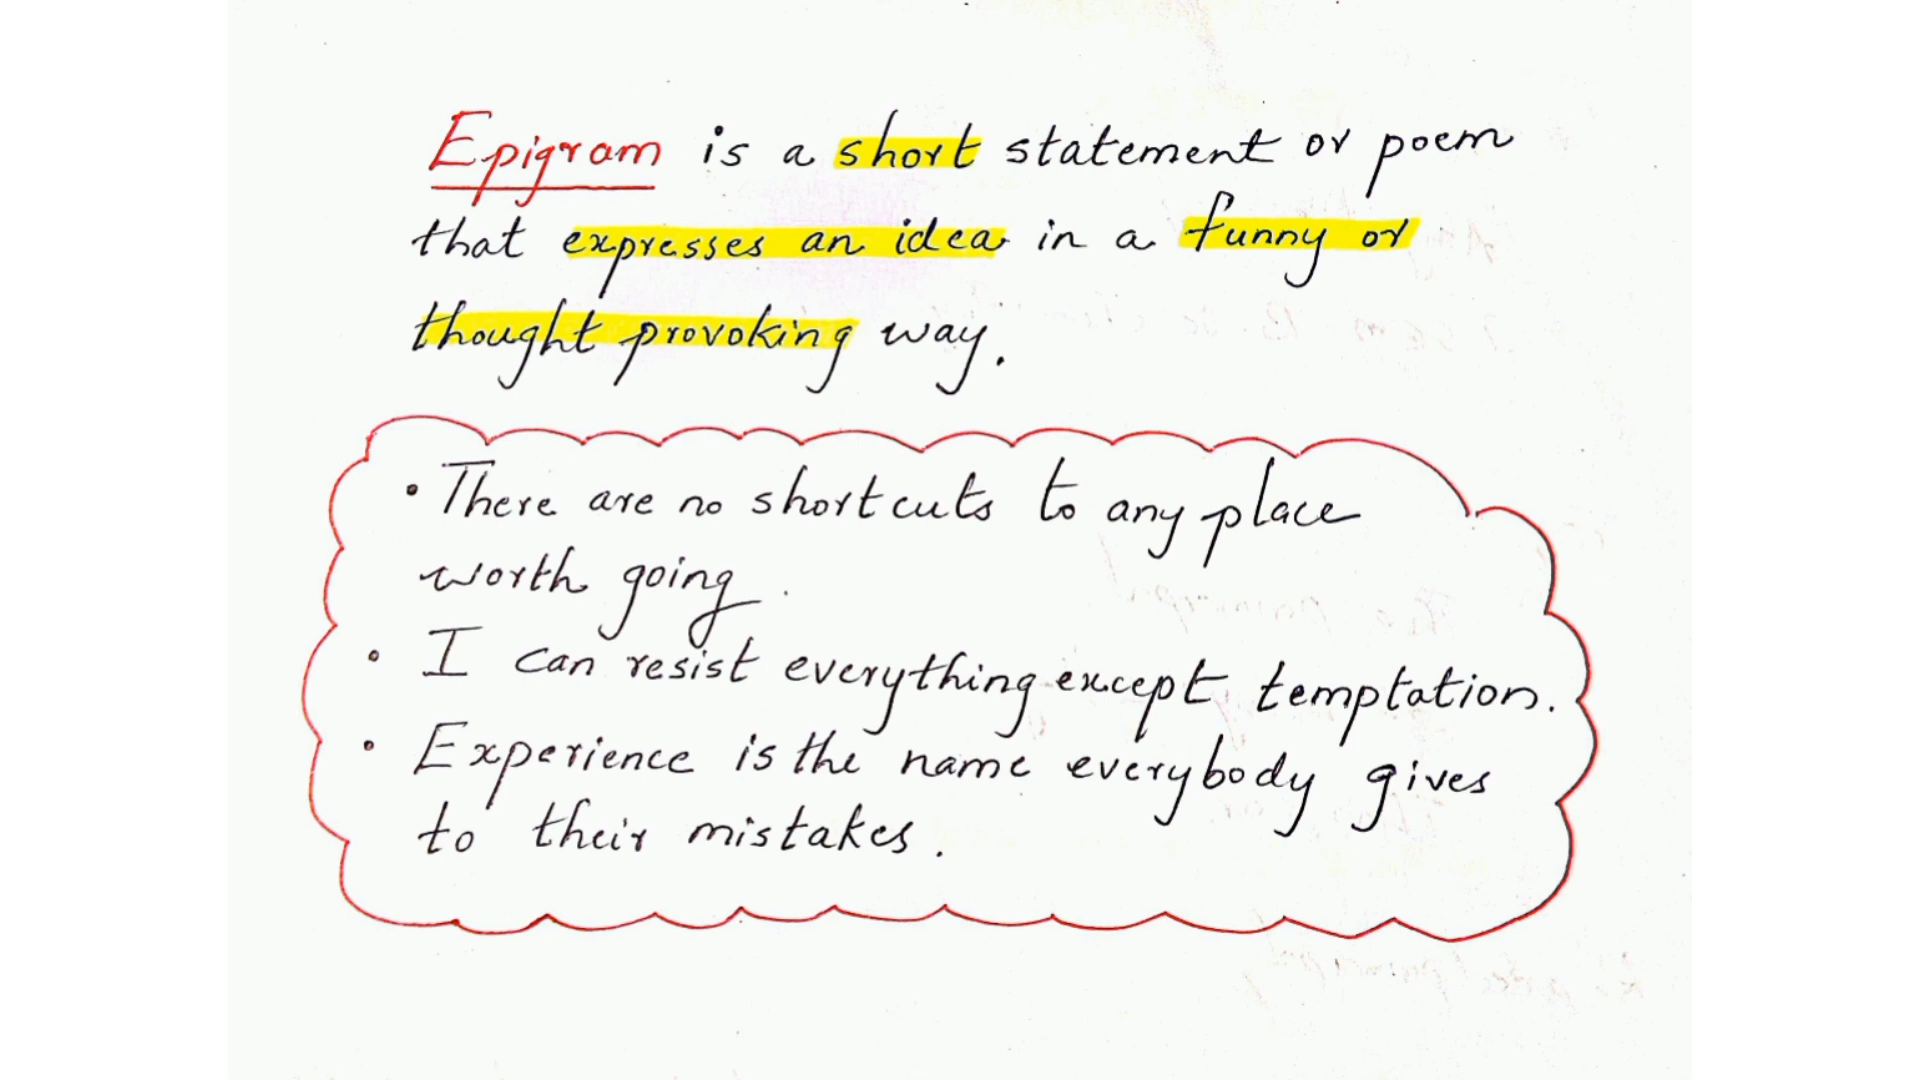 Epigram is a short statement or poem
that expresses an idea in a funny or
thought provoking way.
• There are no shortcuts to any place
worth going.
• I can resist everything except temptation.
• Experience is the name everybody gives
to their mistakes.